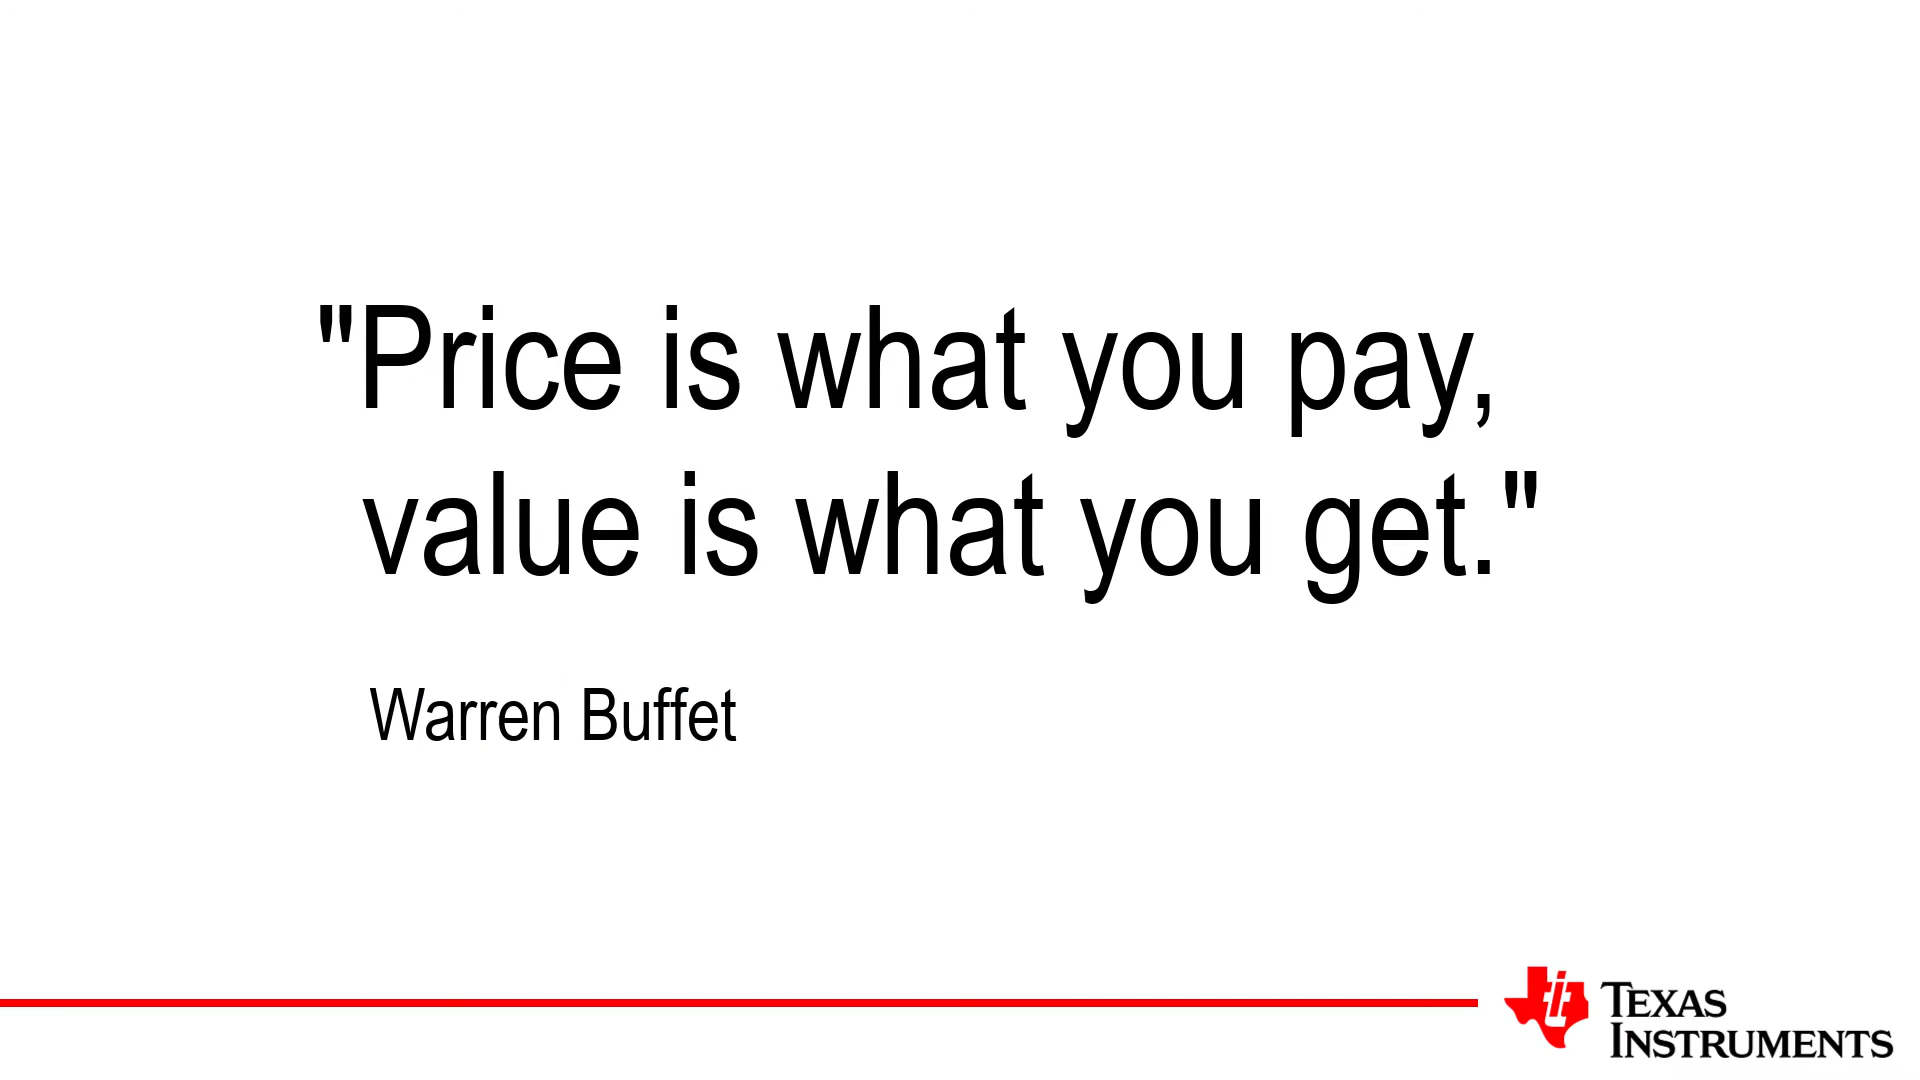 "Price is what you pay,
value is what you get."
Warren Buffet
TEXAS
INSTRUMENTS